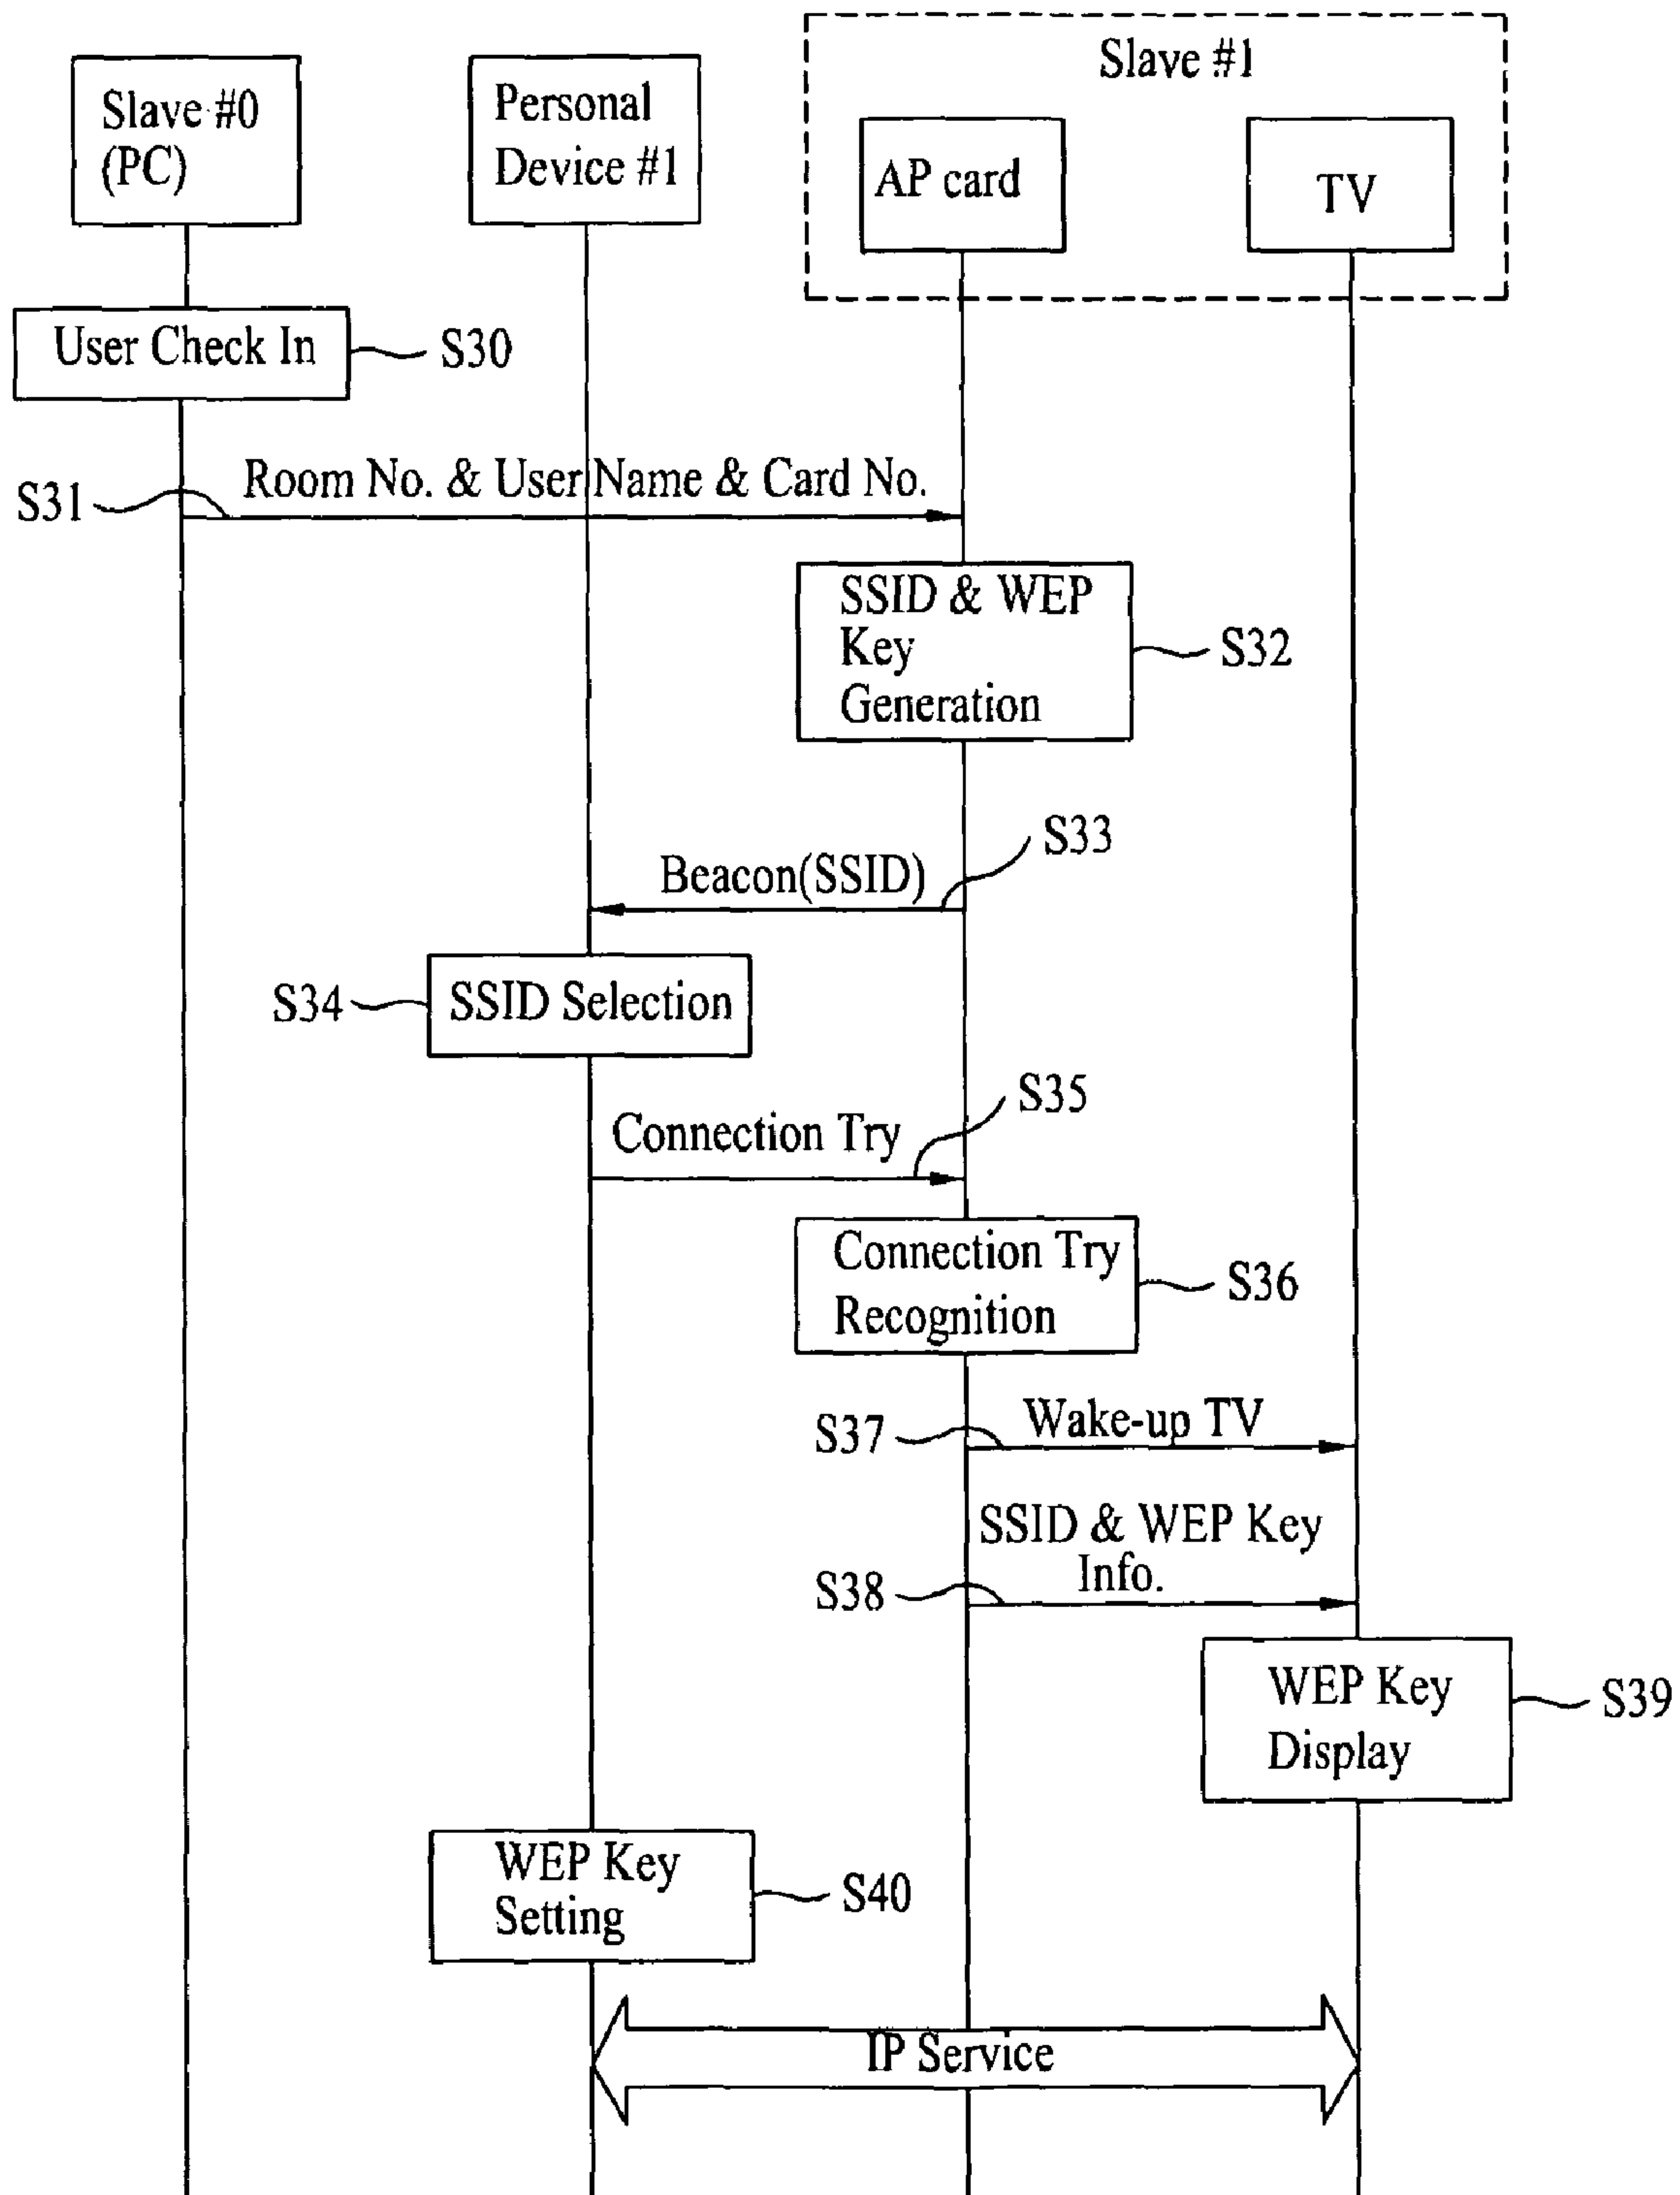 Slave #1
Slave #0
(PC)
Personal
Device #1
AP card
TV
User Check In
S30
Room No. & User Name & Card No.
S31
SSID & WEP
Key
Generation
S32
S33
Beacon(SSID)
S34
SSID Selection
S35
Connection Try
Connection Try
Recognition
S36
S37
Wake-up TV
SSID & WEP Key
Info.
S38
WEP Key
Display
S39
WEP Key
Setting
S40
IP Service